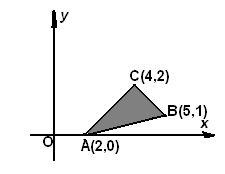 y
C(4,2)
B(5,1)
x
O
A(2,0)